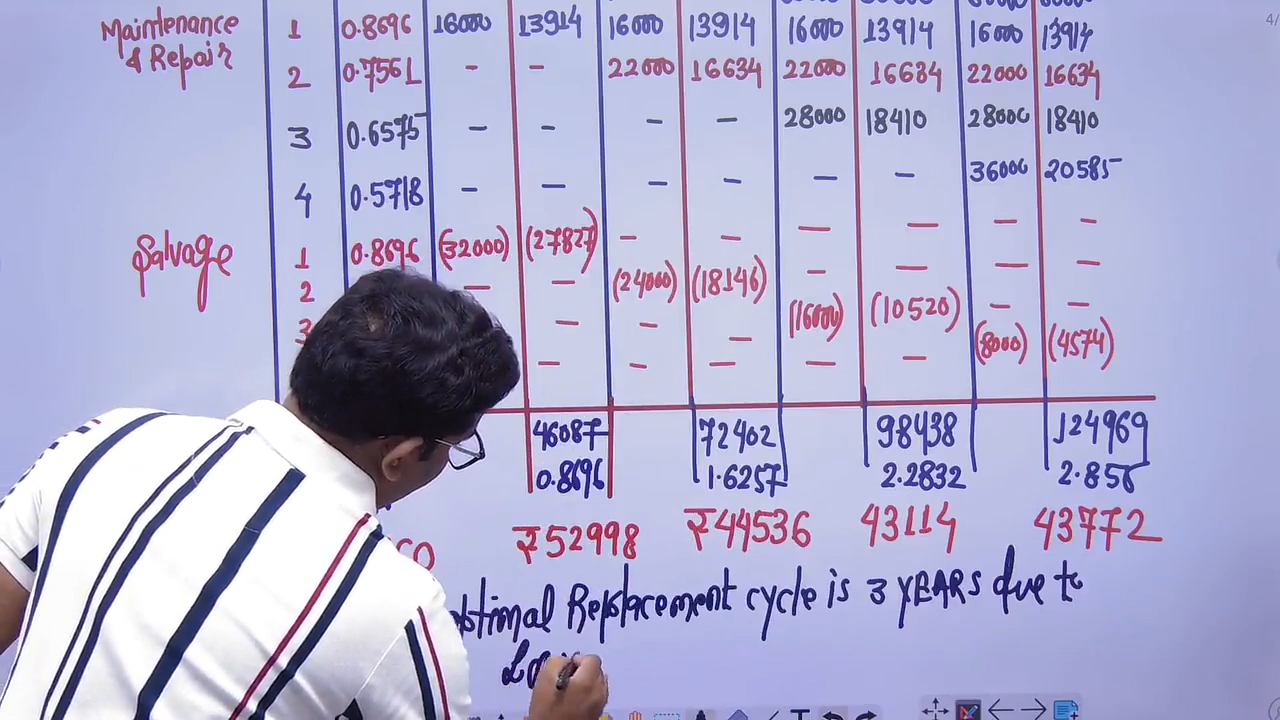 4/
Maintenance 1 0.8696 16000 13914 16000 13914 16000 13914 16000 13914
& Repair 2 0.7561 - - 22000 16634 22000 16634 22000 16634
3 0.6575 - - - - 28000 18410 28000 18410
4 0.5718 - - - - - - 36000 20585
Salvage 1 0.8696 (32000) (27827) - - - - - -
2 - - (24000) (18146) - - - -
3 - - - (16000) (10520) - -
- - - - - (8000) (4574)
46087 72402 98438 124969
0.8696 1.6257 2.2832 2.856
₹52998 ₹44536 43114 43772
Replacement cycle is 3 YEARS due to